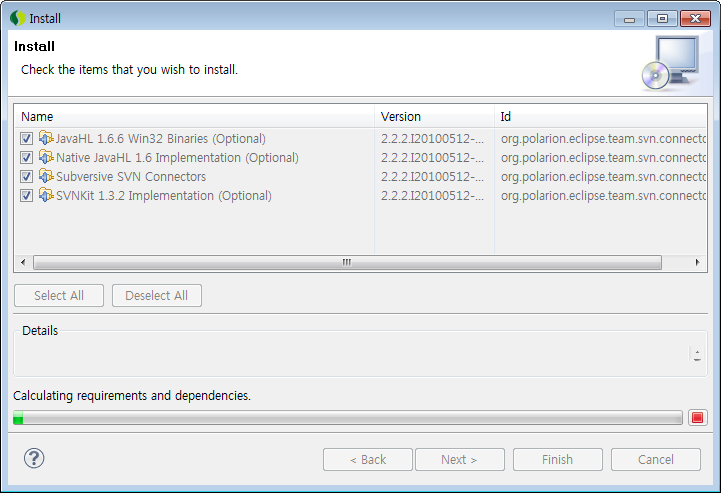 Install
Install
Check the items that you wish to install.
Name Version Id
JavaHL 1.6.6 Win32 Binaries (Optional) 2.2.2.I20100512-... org.polarion.eclipse.team.svn.connecto
Native JavaHL 1.6 Implementation (Optional) 2.2.2.I20100512-... org.polarion.eclipse.team.svn.connecto
Subversive SVN Connectors 2.2.2.I20100512-... org.polarion.eclipse.team.svn.connecto
SVNKit 1.3.2 Implementation (Optional) 2.2.2.I20100512-... org.polarion.eclipse.team.svn.connecto
Select All Deselect All
Details
Calculating requirements and dependencies.
? < Back Next > Finish Cancel